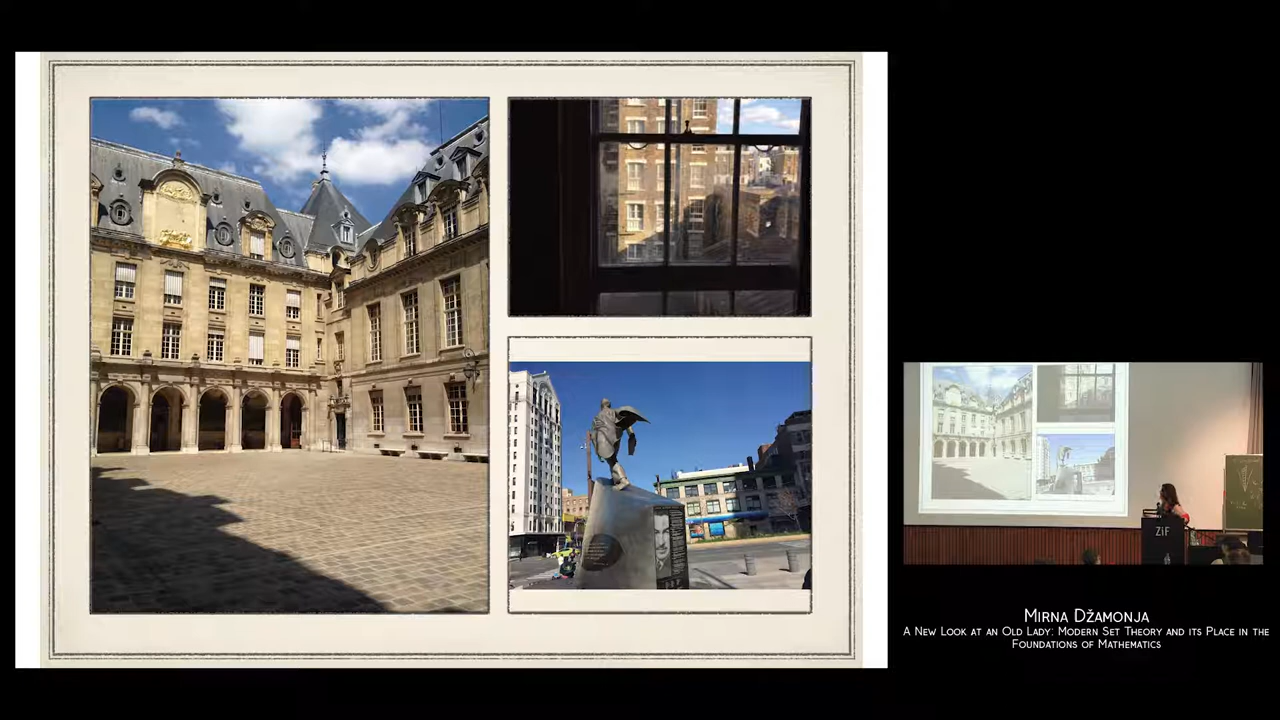 ZiF
Mirna Džamonja
A New Look at an Old Lady: Modern Set Theory and its Place in the
Foundations of Mathematics